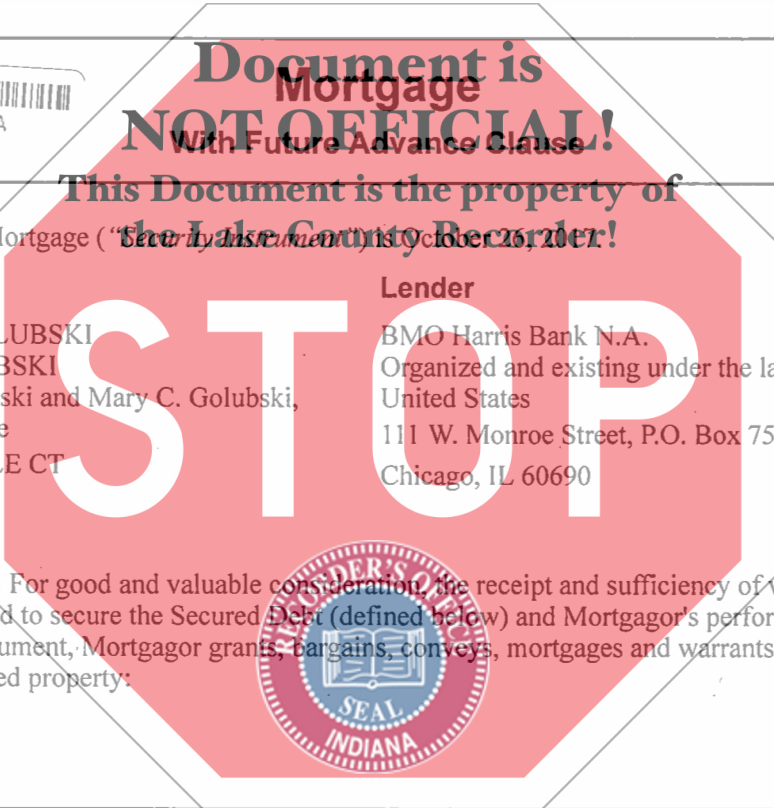 Document is
Mortgage
NOT OFFICIAL!
With Future Advance Clause
This Document is the property of
the Lake County Recorder!
ortgage ("Security Instrument") is October 26, 2017.
Lender
LUBSKI
BSKI
ski and Mary C. Golubski,
e
LE CT
BMO Harris Bank N.A.
Organized and existing under the la
United States
111 W. Monroe Street, P.O. Box 75
Chicago, IL 60690
STOP
For good and valuable consideration, the receipt and sufficiency of w
d to secure the Secured Debt (defined below) and Mortgagor's perfor
ument, Mortgagor grants, bargains, conveys, mortgages and warrants
ed property:
RECORDER'S OFFICE
SEAL
INDIANA